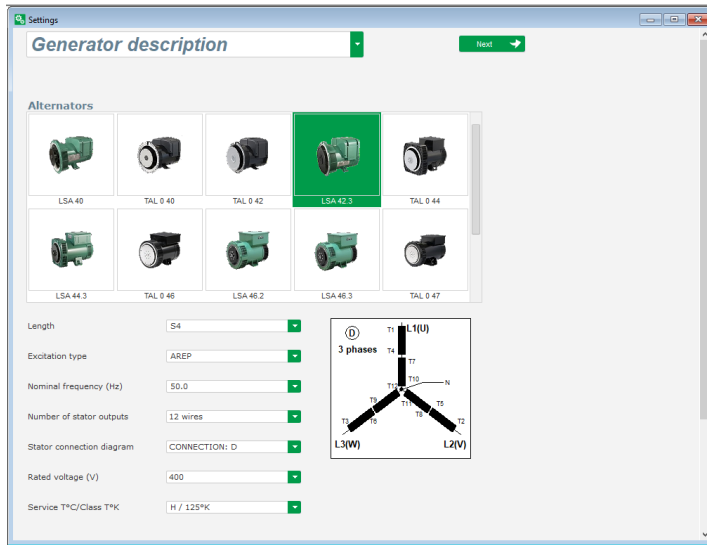 Settings
Generator description
Next
Alternators
LSA 40
TAL 0 40
TAL 0 42
LSA 42.3
TAL 0 44
LSA 44.3
TAL 0 46
LSA 46.2
LSA 46.3
TAL 0 47
Length S4
Excitation type AREP
Nominal frequency (Hz) 50.0
Number of stator outputs 12 wires
Stator connection diagram CONNECTION: D
Rated voltage (V) 400
Service T°C/Class T°K H / 125°K
D
3 phases
T1 L1(U)
T4
T7
T10 N
T12
T9 T11 T5
T3 T6 T8 T2
L3(W) L2(V)